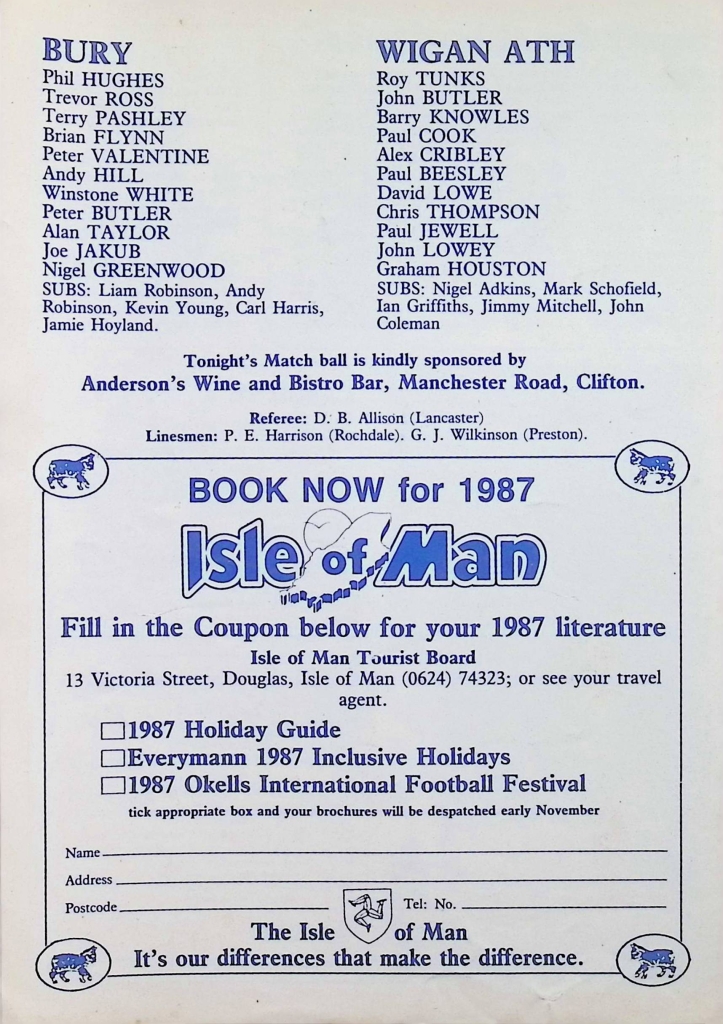 BURY
Phil HUGHES
Trevor ROSS
Terry PASHLEY
Brian FLYNN
Peter VALENTINE
Andy HILL
Winstone WHITE
Peter BUTLER
Alan TAYLOR
Joe JAKUB
Nigel GREENWOOD
SUBS: Liam Robinson, Andy
Robinson, Kevin Young, Carl Harris,
Jamie Hoyland.
WIGAN ATH
Roy TUNKS
John BUTLER
Barry KNOWLES
Paul COOK
Alex CRIBLEY
Paul BEESLEY
David LOWE
Chris THOMPSON
Paul JEWELL
John LOWEY
Graham HOUSTON
SUBS: Nigel Adkins, Mark Schofield,
Ian Griffiths, Jimmy Mitchell, John
Coleman
Tonight's Match ball is kindly sponsored by
Anderson's Wine and Bistro Bar, Manchester Road, Clifton.
Referee: D. B. Allison (Lancaster)
Linesmen: P. E. Harrison (Rochdale). G. J. Wilkinson (Preston).
BOOK NOW for 1987
Isle of Man
Fill in the Coupon below for your 1987 literature
Isle of Man Tourist Board
13 Victoria Street, Douglas, Isle of Man (0624) 74323; or see your travel
agent.
1987 Holiday Guide
Everymann 1987 Inclusive Holidays
1987 Okells International Football Festival
tick appropriate box and your brochures will be despatched early November
Name
Address
Postcode Tel: No.
The Isle of Man
It's our differences that make the difference.